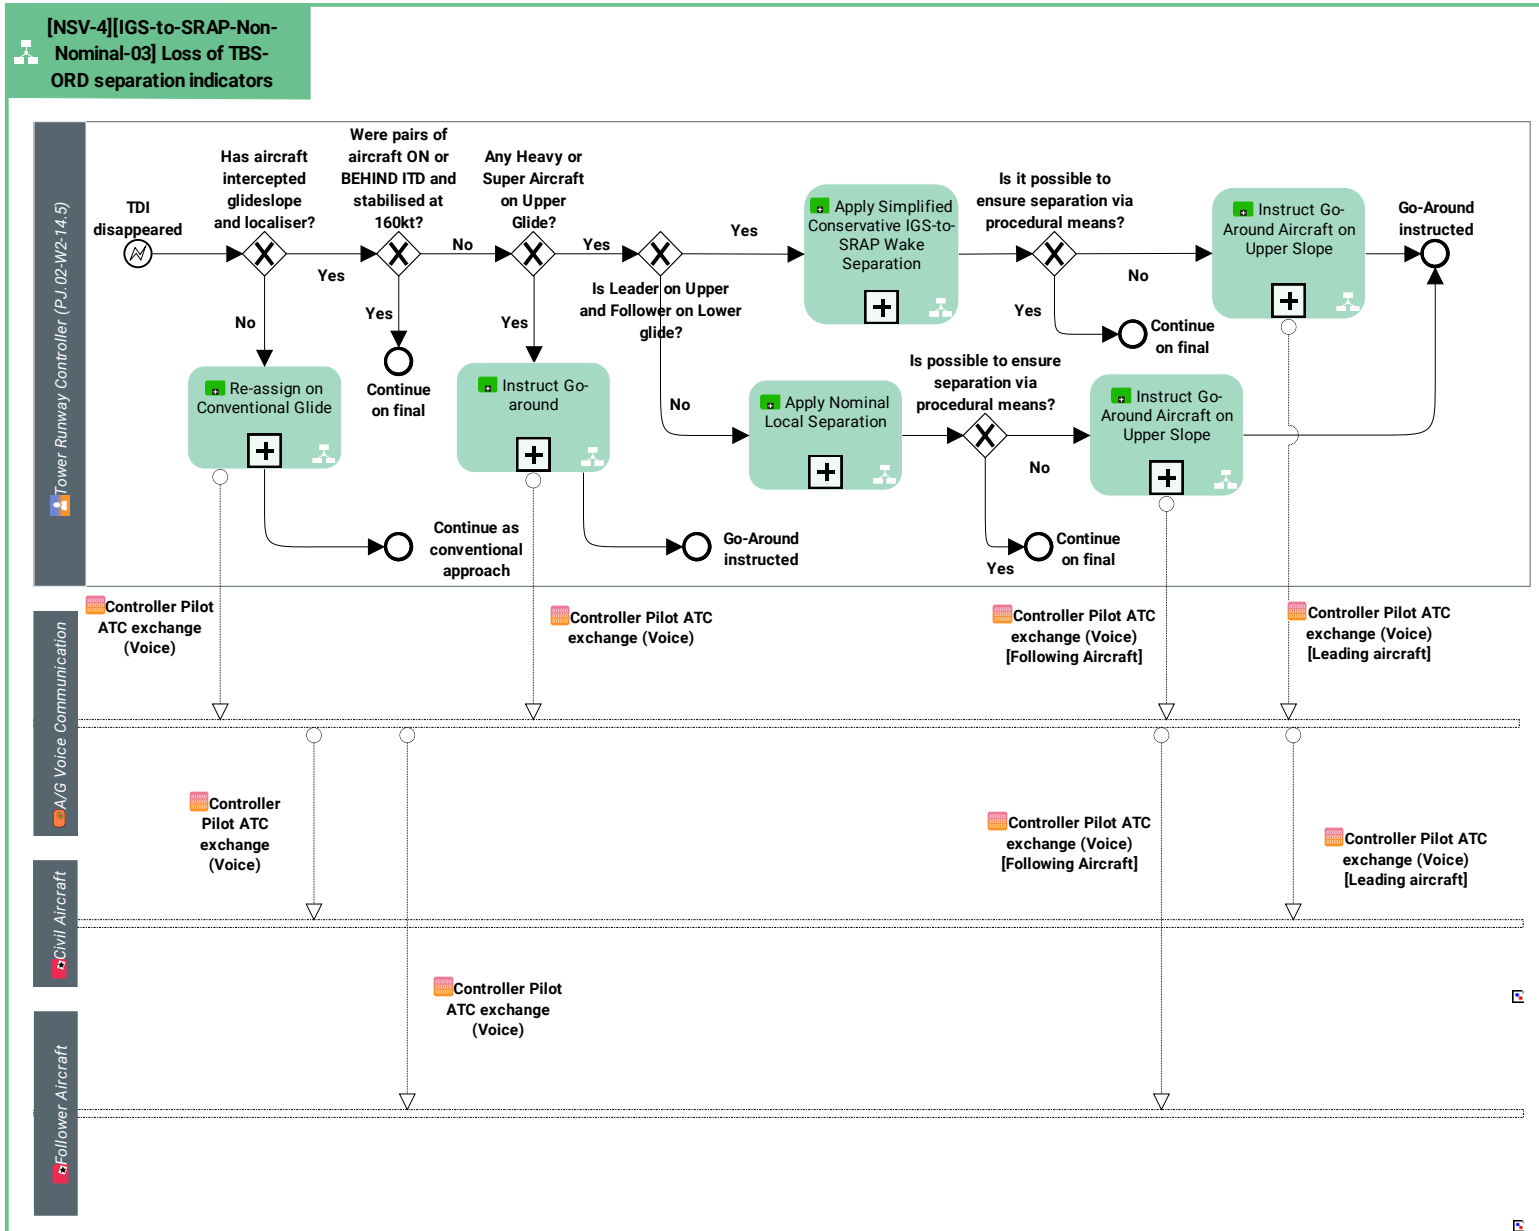 [NSV-4][IGS-to-SRAP-Non-
Nominal-03] Loss of TBS-
ORD separation indicators
Tower Runway Controller (PJ.02-W2-14.5)
TDI
disappeared
Has aircraft
intercepted
glideslope
and localiser?
Were pairs of
aircraft ON or
BEHIND ITD and
stabilised at
160kt?
Any Heavy or
Super Aircraft
on Upper
Glide?
Is Leader on Upper
and Follower on Lower
glide?
Yes
No
Yes
Yes
No
Yes
Yes
No
Apply Simplified
Conservative IGS-to-
SRAP Wake
Separation
Is it possible to
ensure separation via
procedural means?
No
Yes
Continue
on final
Instruct Go-
Around Aircraft on
Upper Slope
Go-Around
instructed
Re-assign on
Conventional Glide
Continue
on final
Instruct Go-
around
Apply Nominal
Local Separation
Is possible to ensure
separation via
procedural means?
No
Yes
Continue
on final
Instruct Go-
Around Aircraft on
Upper Slope
Continue as
conventional
approach
Go-Around
instructed
A/G Voice Communication
Controller Pilot
ATC exchange
(Voice)
Controller Pilot ATC
exchange (Voice)
Controller Pilot ATC
exchange (Voice)
[Following Aircraft]
Controller Pilot ATC
exchange (Voice)
[Leading aircraft]
Controller
Pilot ATC
exchange
(Voice)
Controller Pilot ATC
exchange (Voice)
[Following Aircraft]
Controller Pilot ATC
exchange (Voice)
[Leading aircraft]
Civil Aircraft
Controller Pilot
ATC exchange
(Voice)
Follower Aircraft